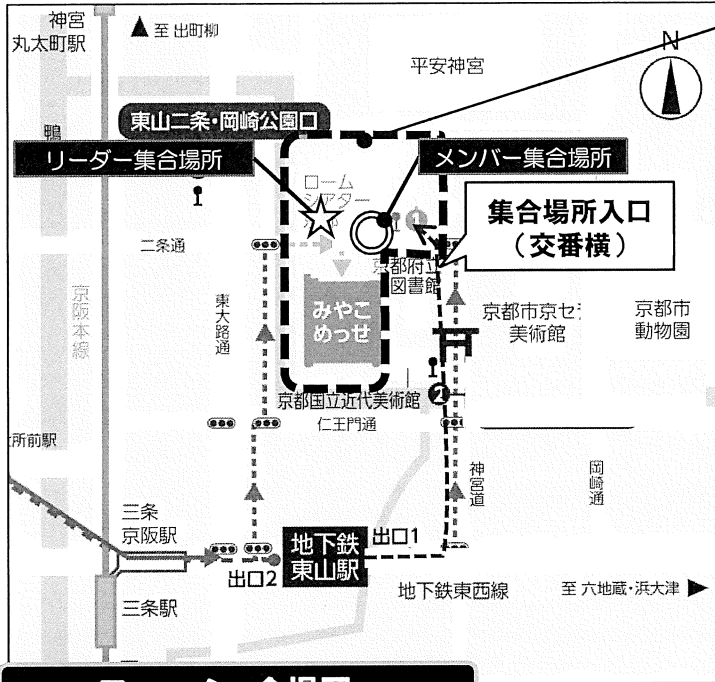 神宮
丸太町駅
至 出町柳
平安神宮
N
東山二条・岡崎公園口
鴨
リーダー集合場所
メンバー集合場所
ローム
シアター
集合場所入口
(交番横)
二条通
京都府立
図書館
京阪本線
東大路通
みやこ
めっせ
京都市京セラ
美術館
京都市
動物園
2
京都国立近代美術館
仁王門通
所前駅
神宮道
岡崎通
三条
京阪駅
地下鉄
東山駅
出口1
出口2
地下鉄東西線
至 六地蔵・浜大津
三条駅